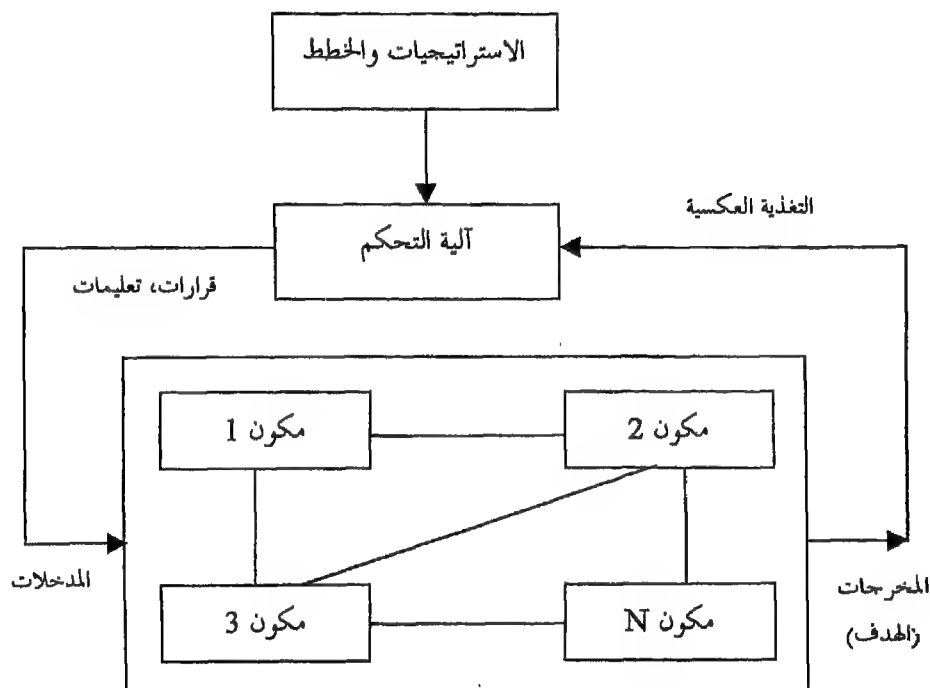 الاستراتيجيات والخطط
التغذية العكسية
آلية التحكم
قرارات، تعليمات
مكون 1
مكون 2
المدخلات
المخرجات
(الهدف)
مكون 3
مكون N